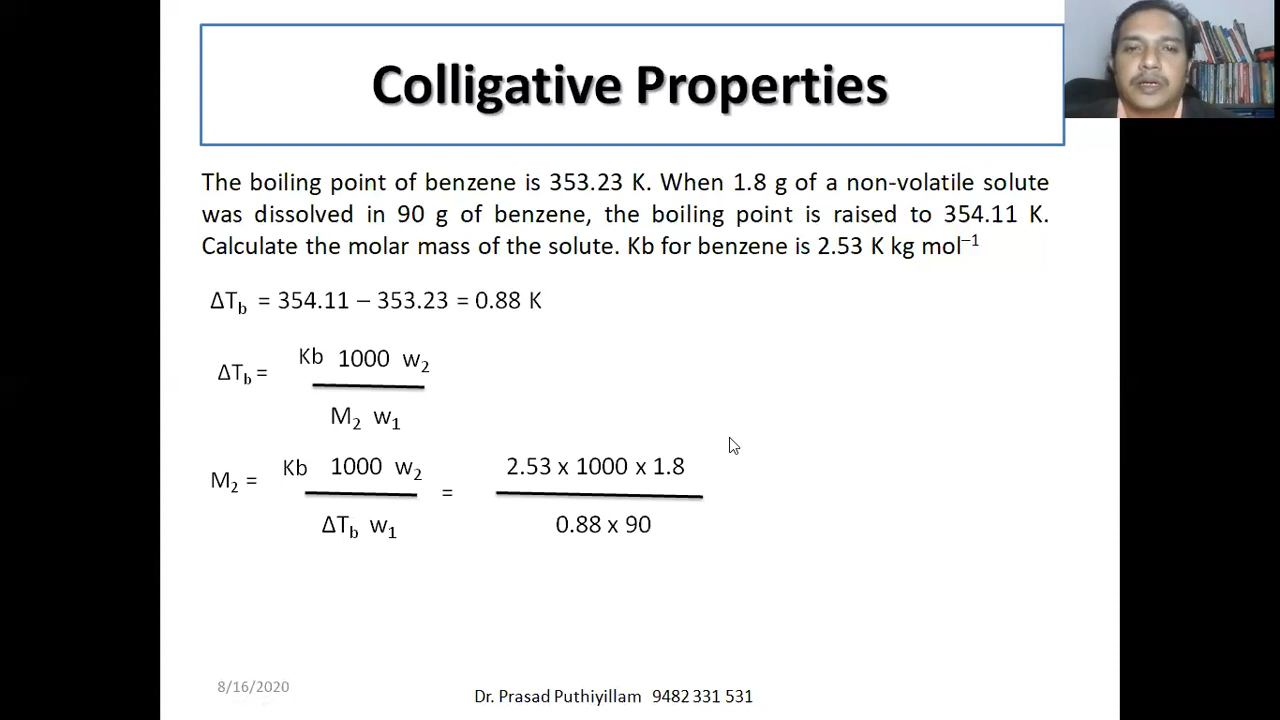 Colligative Properties
The boiling point of benzene is 353.23 K. When 1.8 g of a non-volatile solute
was dissolved in 90 g of benzene, the boiling point is raised to 354.11 K.
Calculate the molar mass of the solute. Kb for benzene is 2.53 K kg mol⁻¹
ΔT_b = 354.11 – 353.23 = 0.88 K
Kb 1000 w₂
ΔT_b =
M₂ w₁
Kb 1000 w₂ 2.53 x 1000 x 1.8
M₂ = =
ΔT_b w₁ 0.88 x 90
8/16/2020
Dr. Prasad Puthiyillam 9482 331 531